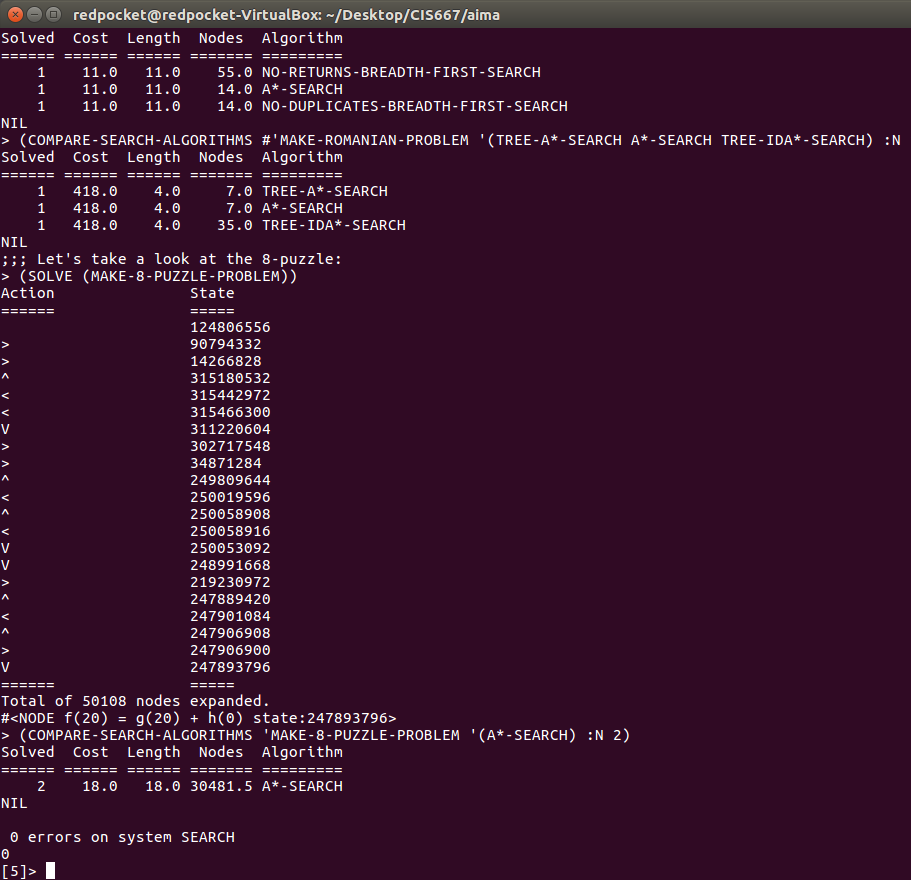 redpocket@redpocket-VirtualBox: ~/Desktop/CIS667/aima
Solved  Cost  Length  Nodes  Algorithm
====== ====== ====== ======= =========
    1    11.0   11.0    55.0 NO-RETURNS-BREADTH-FIRST-SEARCH
    1    11.0   11.0    14.0 A*-SEARCH
    1    11.0   11.0    14.0 NO-DUPLICATES-BREADTH-FIRST-SEARCH
NIL
> (COMPARE-SEARCH-ALGORITHMS #'MAKE-ROMANIAN-PROBLEM '(TREE-A*-SEARCH A*-SEARCH TREE-IDA*-SEARCH) :N
Solved  Cost  Length  Nodes  Algorithm
====== ====== ====== ======= =========
    1   418.0    4.0     7.0 TREE-A*-SEARCH
    1   418.0    4.0     7.0 A*-SEARCH
    1   418.0    4.0    35.0 TREE-IDA*-SEARCH
NIL
;;; Let's take a look at the 8-puzzle:
> (SOLVE (MAKE-8-PUZZLE-PROBLEM))
Action               State
======               =====
                     124806556
>                    90794332
>                    14266828
^                    315180532
<                    315442972
<                    315466300
V                    311220604
>                    302717548
>                    34871284
^                    249809644
<                    250019596
^                    250058908
<                    250058916
V                    250053092
V                    248991668
>                    219230972
^                    247889420
<                    247901084
^                    247906908
>                    247906900
V                    247893796
======               =====
Total of 50108 nodes expanded.
#<NODE f(20) = g(20) + h(0) state:247893796>
> (COMPARE-SEARCH-ALGORITHMS 'MAKE-8-PUZZLE-PROBLEM '(A*-SEARCH) :N 2)
Solved  Cost  Length  Nodes  Algorithm
====== ====== ====== ======= =========
    2    18.0   18.0 30481.5 A*-SEARCH
NIL
 0 errors on system SEARCH
0
[5]>